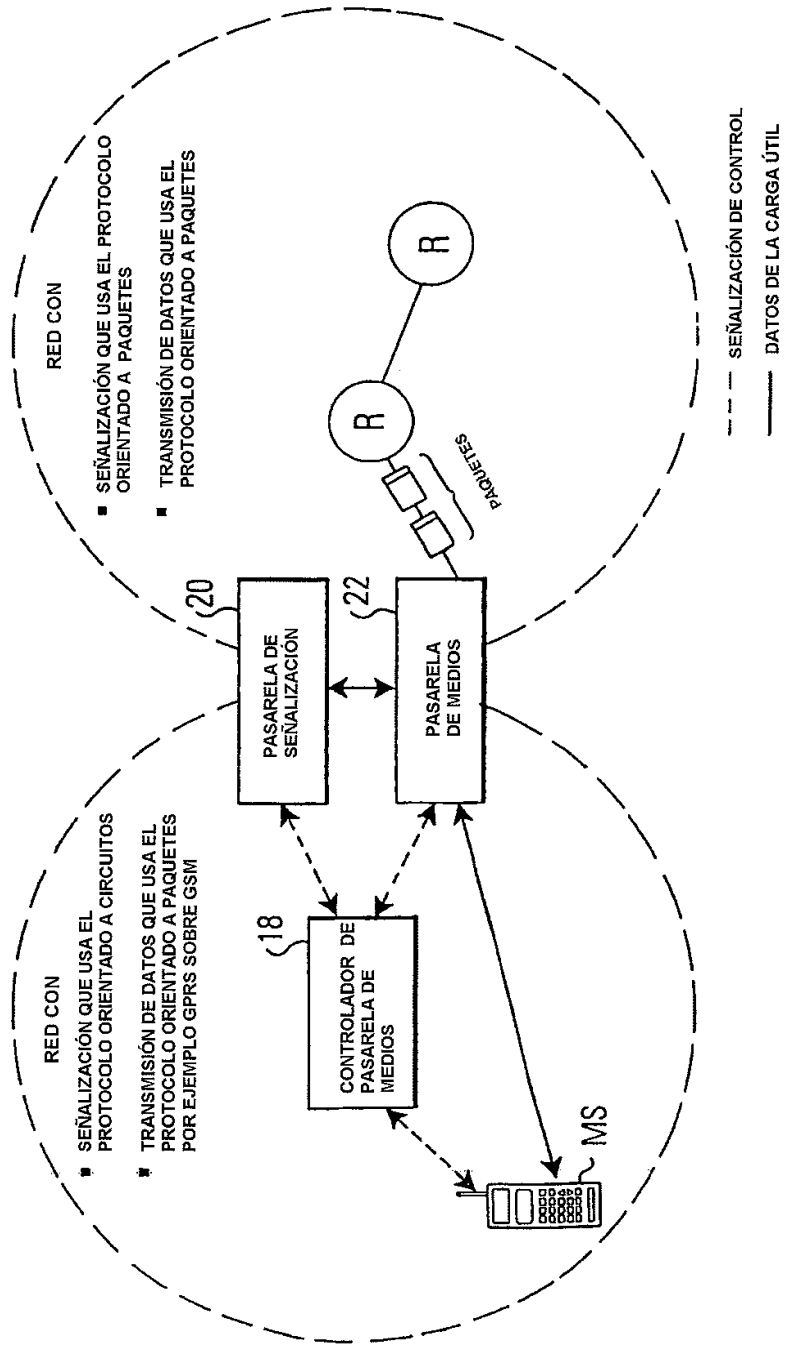 RED CON
■ SEÑALIZACIÓN QUE USA EL
PROTOCOLO ORIENTADO A CIRCUITOS
■ TRANSMISIÓN DE DATOS QUE USA EL
PROTOCOLO ORIENTADO A PAQUETES
POR EJEMPLO GPRS SOBRE GSM
RED CON
■ SEÑALIZACIÓN QUE USA EL PROTOCOLO
ORIENTADO A PAQUETES
■ TRANSMISIÓN DE DATOS QUE USA EL
PROTOCOLO ORIENTADO A PAQUETES
18
CONTROLADOR DE
PASARELA DE
MEDIOS
20
PASARELA DE
SEÑALIZACIÓN
22
PASARELA
DE MEDIOS
PAQUETES
R
R
MS
SEÑALIZACIÓN DE CONTROL
DATOS DE LA CARGA ÚTIL